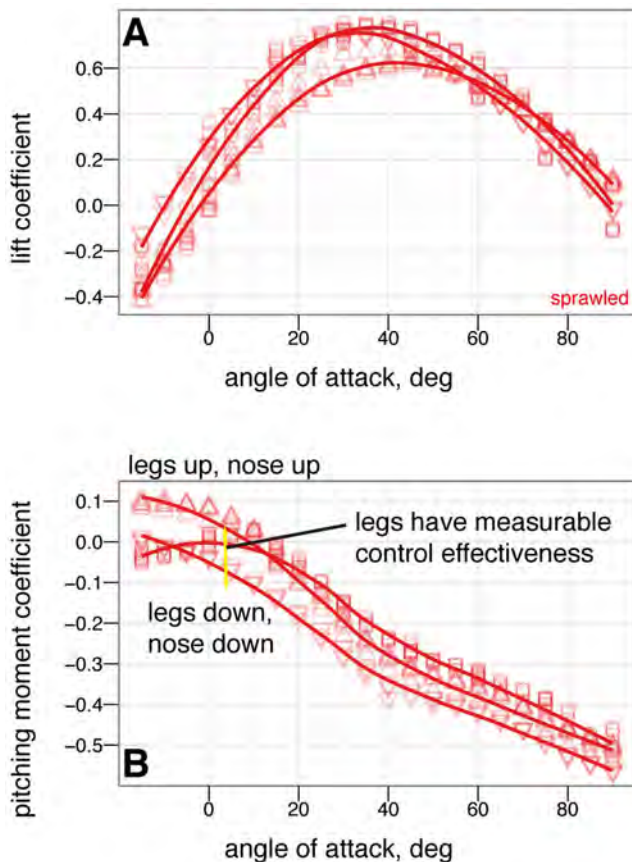 A
0.6
0.4
0.2
0.0
−0.2
−0.4
lift coefficient
sprawled
0 20 40 60 80
angle of attack, deg
legs up, nose up
0.1
0.0
−0.1
−0.2
−0.3
−0.4
−0.5
pitching moment coefficient
legs have measurable
control effectiveness
legs down,
nose down
B
0 20 40 60 80
angle of attack, deg